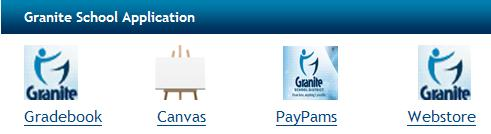 Granite School Application
Granite
Granite
SCHOOL DISTRICT
Granite
Gradebook Canvas PayPams Webstore